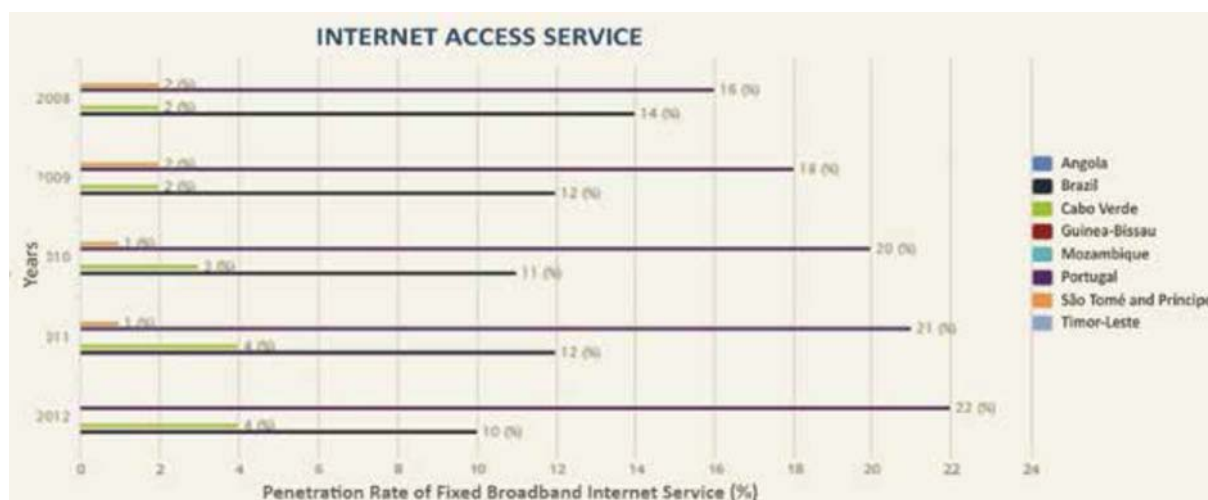 INTERNET ACCESS SERVICE
2 (%)
16 (%)
2008
2 (%)
14 (%)
2 (%)
18 (%)
2009
2 (%)
12 (%)
1 (%)
20 (%)
010
3 (%)
11 (%)
1 (%)
21 (%)
011
4 (%)
12 (%)
22 (%)
2012
4 (%)
10 (%)
Years
0 2 4 6 8 10 12 14 16 18 20 22 24
Penetration Rate of Fixed Broadband Internet Service (%)
Angola
Brazil
Cabo Verde
Guinea-Bissau
Mozambique
Portugal
São Tomé and Príncipe
Timor-Leste